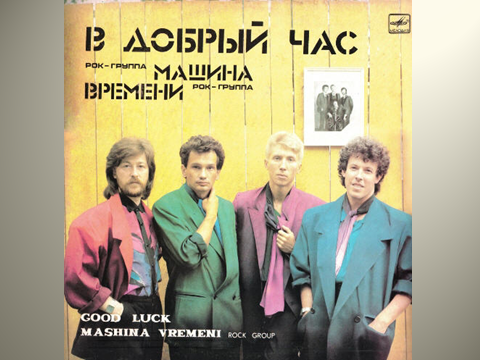 В ДОБРЫЙ ЧАС
РОК-ГРУППА МАШИНА
ВРЕМЕНИ РОК-ГРУППА
GOOD LUCK
MASHINA VREMENI ROCK GROUP